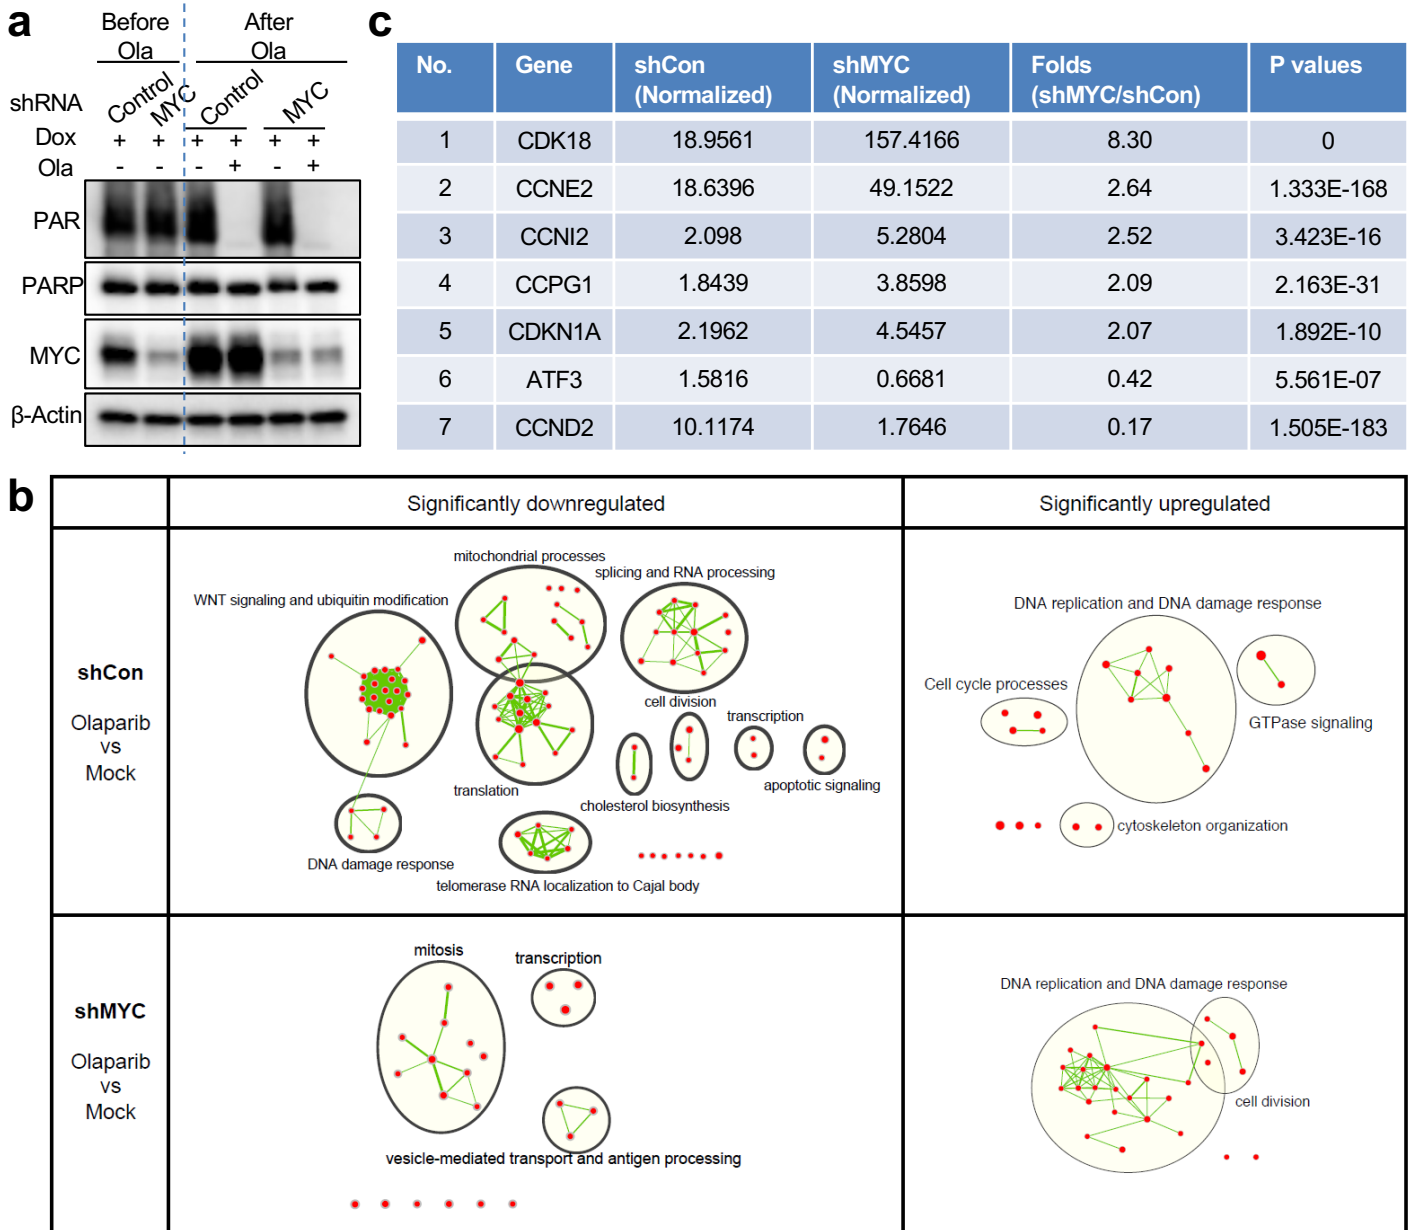 a
Before
Ola
After
Ola
shRNA
Control
MYC
Control
MYC
Dox + + + + + +
Ola - - - + - +
PAR
PARP
MYC
β-Actin
c
No. Gene shCon (Normalized) shMYC (Normalized) Folds (shMYC/shCon) P values
1 CDK18 18.9561 157.4166 8.30 0
2 CCNE2 18.6396 49.1522 2.64 1.333E-168
3 CCNI2 2.098 5.2804 2.52 3.423E-16
4 CCPG1 1.8439 3.8598 2.09 2.163E-31
5 CDKN1A 2.1962 4.5457 2.07 1.892E-10
6 ATF3 1.5816 0.6681 0.42 5.561E-07
7 CCND2 10.1174 1.7646 0.17 1.505E-183
b
Significantly downregulated
Significantly upregulated
shCon
Olaparib
vs
Mock
mitochondrial processes
splicing and RNA processing
WNT signaling and ubiquitin modification
cell division
transcription
translation
cholesterol biosynthesis
apoptotic signaling
DNA damage response
telomerase RNA localization to Cajal body
DNA replication and DNA damage response
Cell cycle processes
GTPase signaling
cytoskeleton organization
shMYC
Olaparib
vs
Mock
mitosis
transcription
vesicle-mediated transport and antigen processing
DNA replication and DNA damage response
cell division